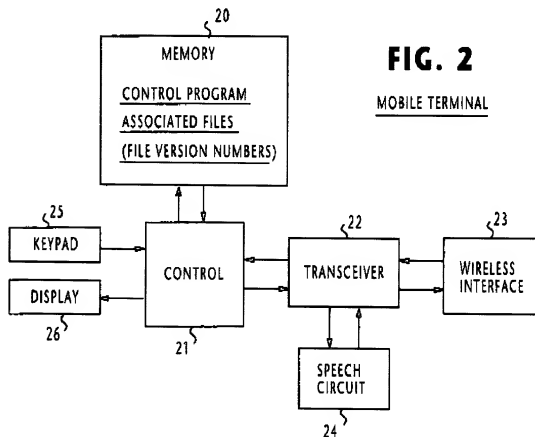 20
MEMORY
CONTROL PROGRAM
ASSOCIATED FILES
(FILE VERSION NUMBERS)
FIG. 2
MOBILE TERMINAL
25
KEYPAD
DISPLAY
26
CONTROL
21
22
TRANSCEIVER
23
WIRELESS
INTERFACE
SPEECH
CIRCUIT
24